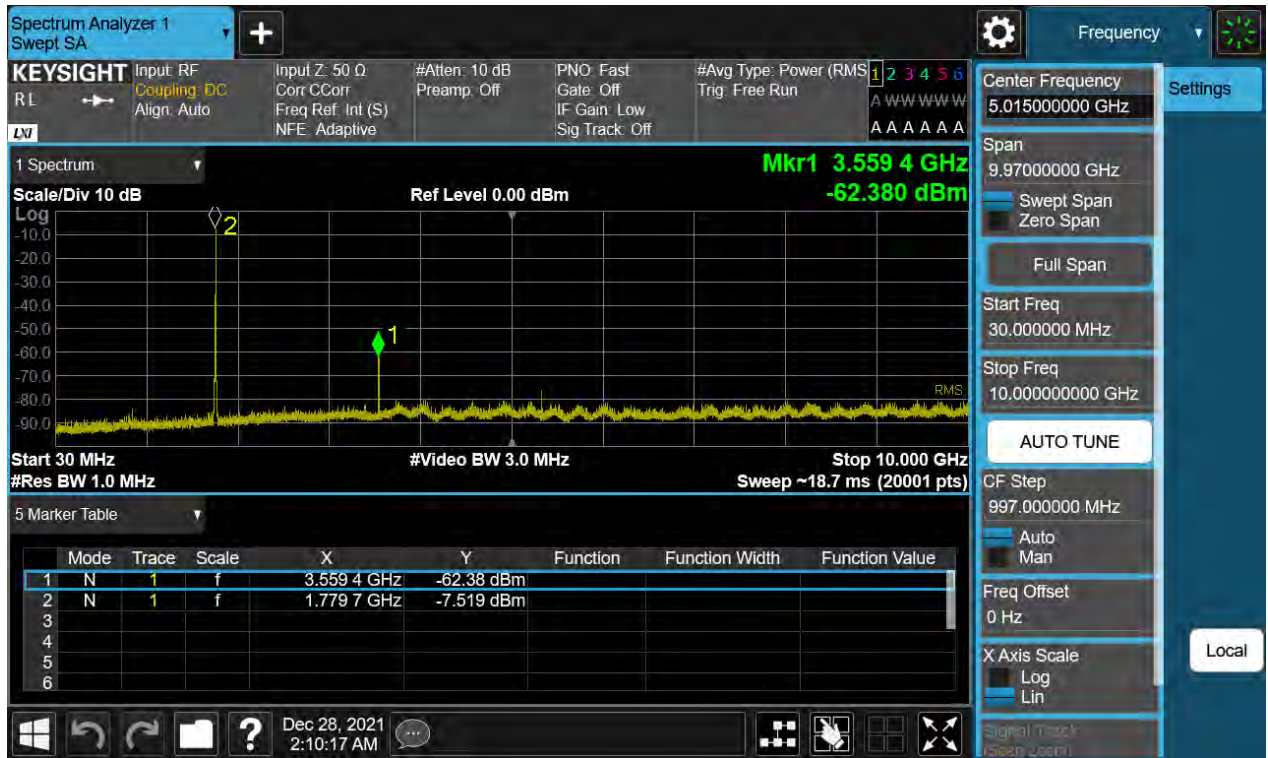 Spectrum Analyzer 1
Swept SA
+
Frequency
KEYSIGHT
RL
LXI
Input: RF
Coupling: DC
Align: Auto
Input Z: 50 Ω
Corr CCorr
Freq Ref: Int (S)
NFE: Adaptive
#Atten: 10 dB
Preamp: Off
PNO: Fast
Gate: Off
IF Gain: Low
Sig Track: Off
#Avg Type: Power (RMS
Trig: Free Run
1 2 3 4 5 6
A W W W W W
A A A A A A
1 Spectrum
Mkr1 3.559 4 GHz
-62.380 dBm
Scale/Div 10 dB
Ref Level 0.00 dBm
Log
-10.0
-20.0
-30.0
-40.0
-50.0
-60.0
-70.0
-80.0
-90.0
2
1
RMS
Start 30 MHz
#Video BW 3.0 MHz
Stop 10.000 GHz
#Res BW 1.0 MHz
Sweep ~18.7 ms (20001 pts)
5 Marker Table
Mode Trace Scale X Y Function Function Width Function Value
1 N 1 f 3.559 4 GHz -62.38 dBm
2 N 1 f 1.779 7 GHz -7.519 dBm
3
4
5
6
?
Dec 28, 2021
2:10:17 AM
Center Frequency
5.015000000 GHz
Settings
Span
9.97000000 GHz
Swept Span
Zero Span
Full Span
Start Freq
30.000000 MHz
Stop Freq
10.000000000 GHz
AUTO TUNE
CF Step
997.000000 MHz
Auto
Man
Freq Offset
0 Hz
X Axis Scale
Log
Lin
Local
Signal Track
(Span Zoom)